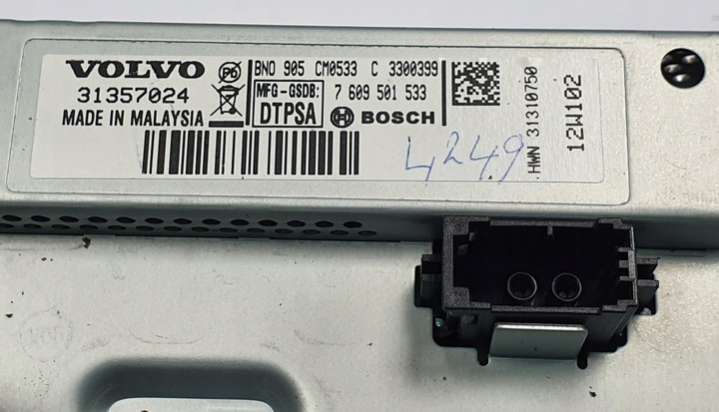 VOLVO
31357024
MADE IN MALAYSIA
Pb
BNO 905 CM0533 C 3300399
MFG-GSDB:
DTPSA
7 609 501 533
BOSCH
4249
HWN 31310750
12W102